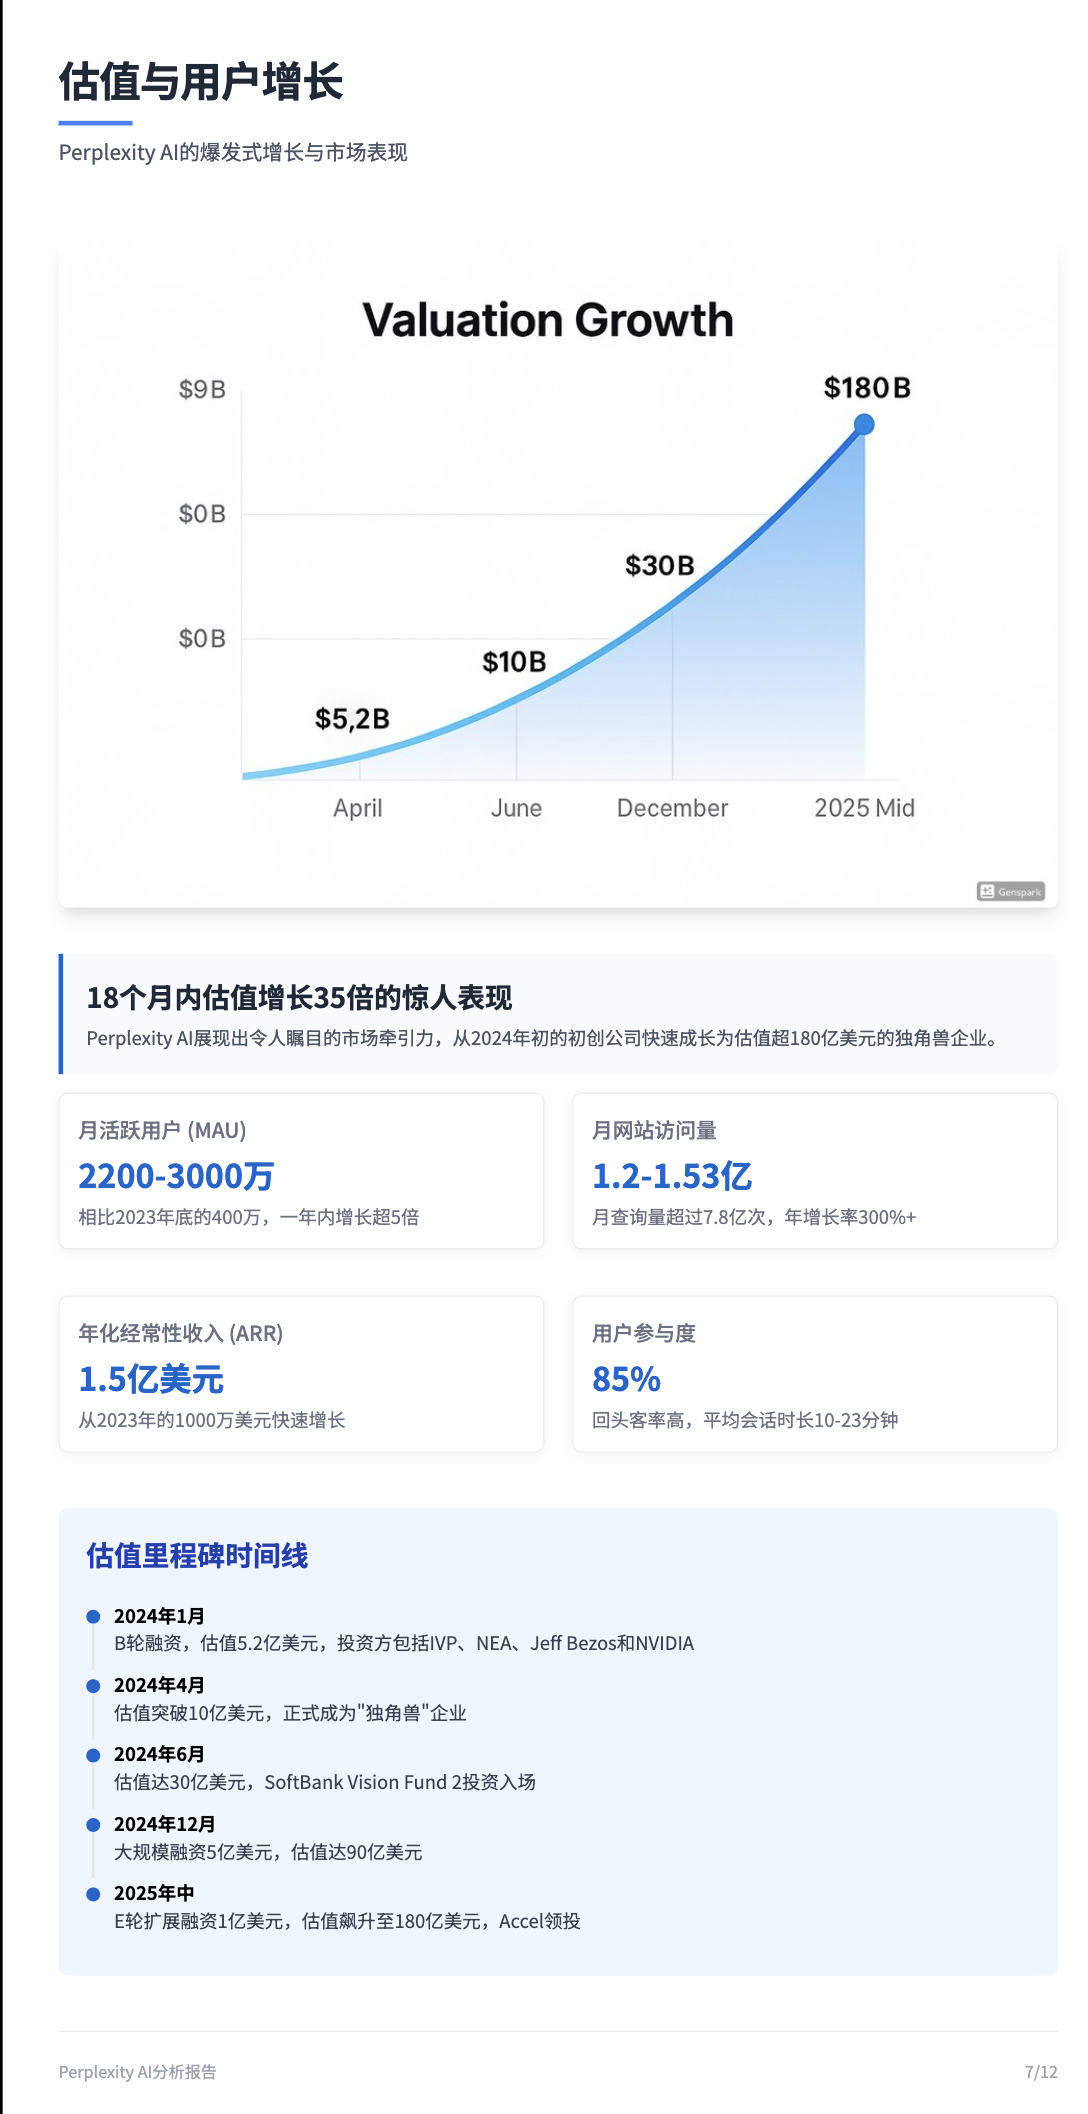 估值与用户增长
Perplexity AI的爆发式增长与市场表现
Valuation Growth
$9B
$180B
$0B
$30B
$0B
$10B
$5,2B
April
June
December
2025 Mid
Genspark
18个月内估值增长35倍的惊人表现
Perplexity AI展现出令人瞩目的市场牵引力，从2024年初的初创公司快速成长为估值超180亿美元的独角兽企业。
月活跃用户 (MAU)
2200-3000万
相比2023年底的400万，一年内增长超5倍
月网站访问量
1.2-1.53亿
月查询量超过7.8亿次，年增长率300%+
年化经常性收入 (ARR)
1.5亿美元
从2023年的1000万美元快速增长
用户参与度
85%
回头客率高，平均会话时长10-23分钟
估值里程碑时间线
2024年1月
B轮融资，估值5.2亿美元，投资方包括IVP、NEA、Jeff Bezos和NVIDIA
2024年4月
估值突破10亿美元，正式成为"独角兽"企业
2024年6月
估值达30亿美元，SoftBank Vision Fund 2投资入场
2024年12月
大规模融资5亿美元，估值达90亿美元
2025年中
E轮扩展融资1亿美元，估值飙升至180亿美元，Accel领投
Perplexity AI分析报告
7/12